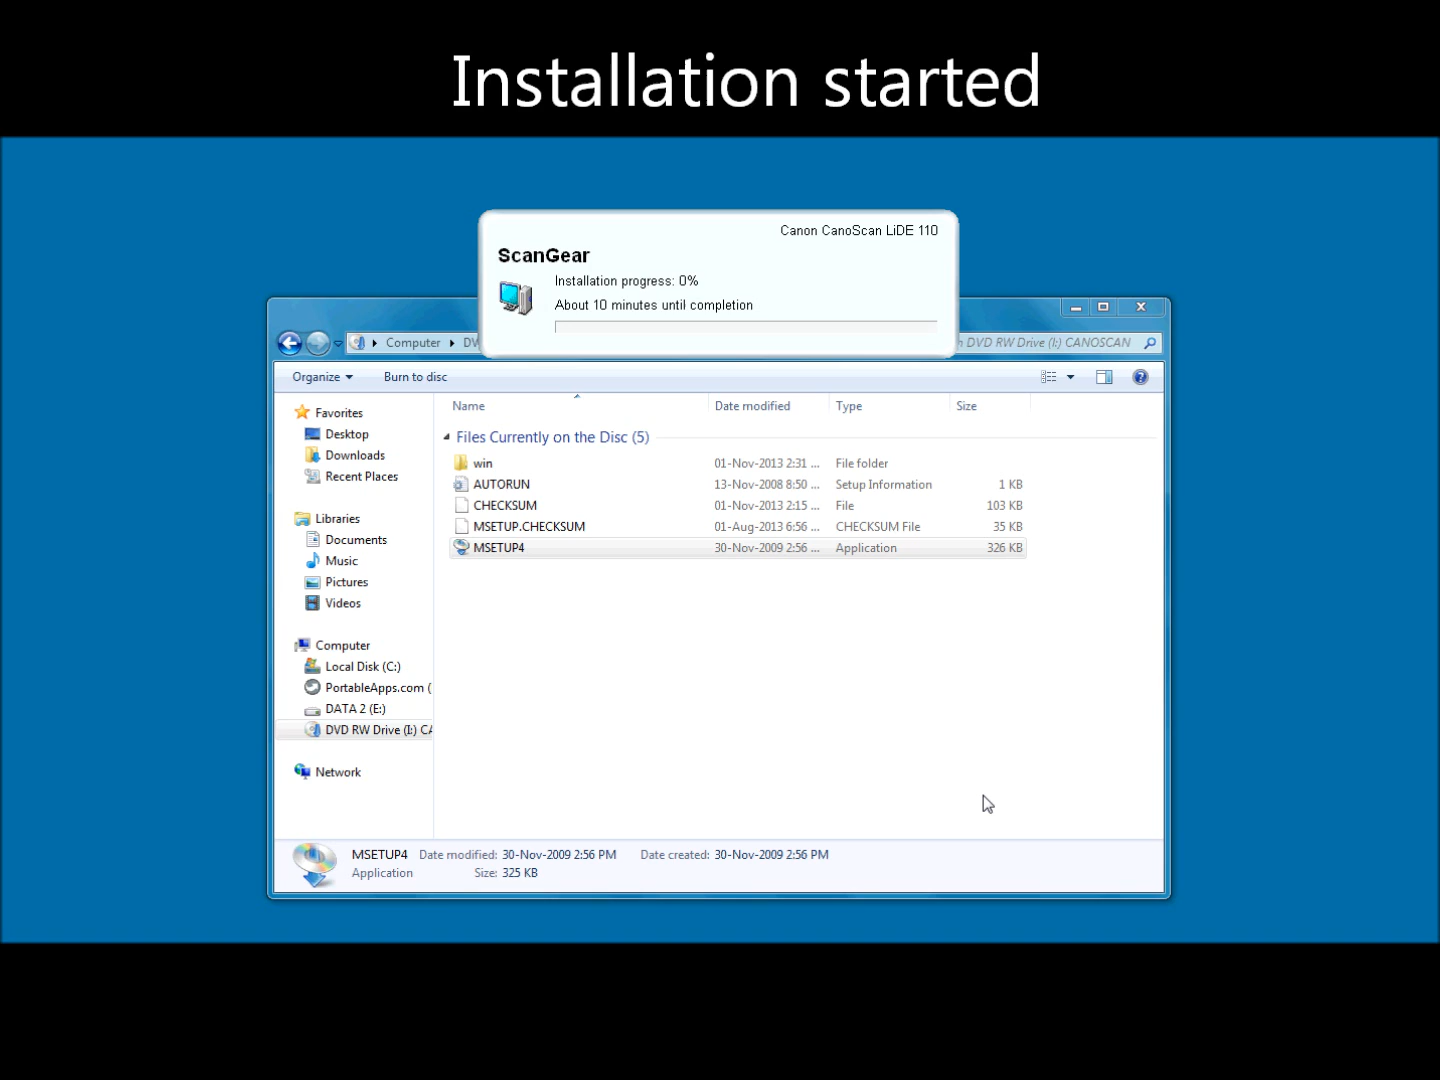 Installation started
Canon CanoScan LiDE 110
ScanGear
Installation progress: 0%
About 10 minutes until completion
Computer
DVD RW Drive (I:) CANOSCAN
Organize
Burn to disc
Name Date modified Type Size
Files Currently on the Disc (5)
win 01-Nov-2013 2:31 ... File folder
AUTORUN 13-Nov-2008 8:50 ... Setup Information 1 KB
CHECKSUM 01-Nov-2013 2:15 ... File 103 KB
MSETUP.CHECKSUM 01-Aug-2013 6:56 ... CHECKSUM File 35 KB
MSETUP4 30-Nov-2009 2:56 ... Application 326 KB
Favorites
Desktop
Downloads
Recent Places
Libraries
Documents
Music
Pictures
Videos
Computer
Local Disk (C:)
PortableApps.com (
DATA 2 (E:)
DVD RW Drive (I:) CA
Network
MSETUP4 Date modified: 30-Nov-2009 2:56 PM Date created: 30-Nov-2009 2:56 PM
Application Size: 325 KB